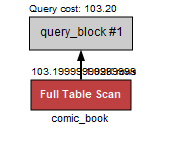 Query cost: 103.20
query_block #1
Full Table Scan
comic_book